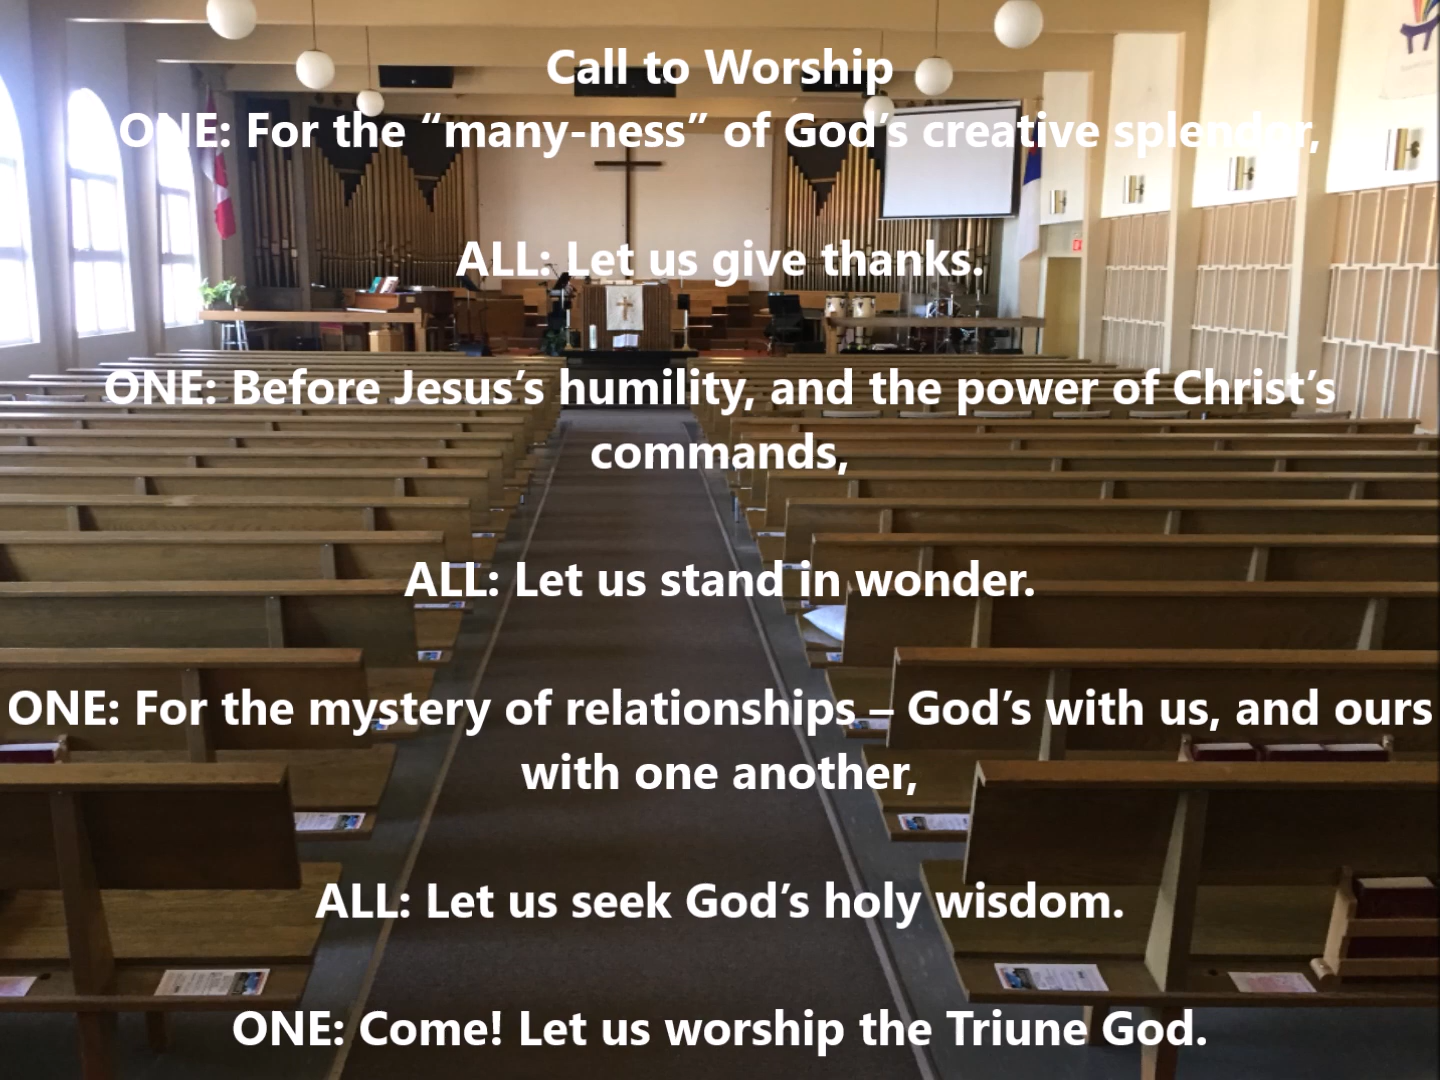 Call to Worship
ONE: For the “many-ness” of God’s creative splendor,
ALL: Let us give thanks.
ONE: Before Jesus’s humility, and the power of Christ’s
commands,
ALL: Let us stand in wonder.
ONE: For the mystery of relationships – God’s with us, and ours
with one another,
ALL: Let us seek God’s holy wisdom.
ONE: Come! Let us worship the Triune God.